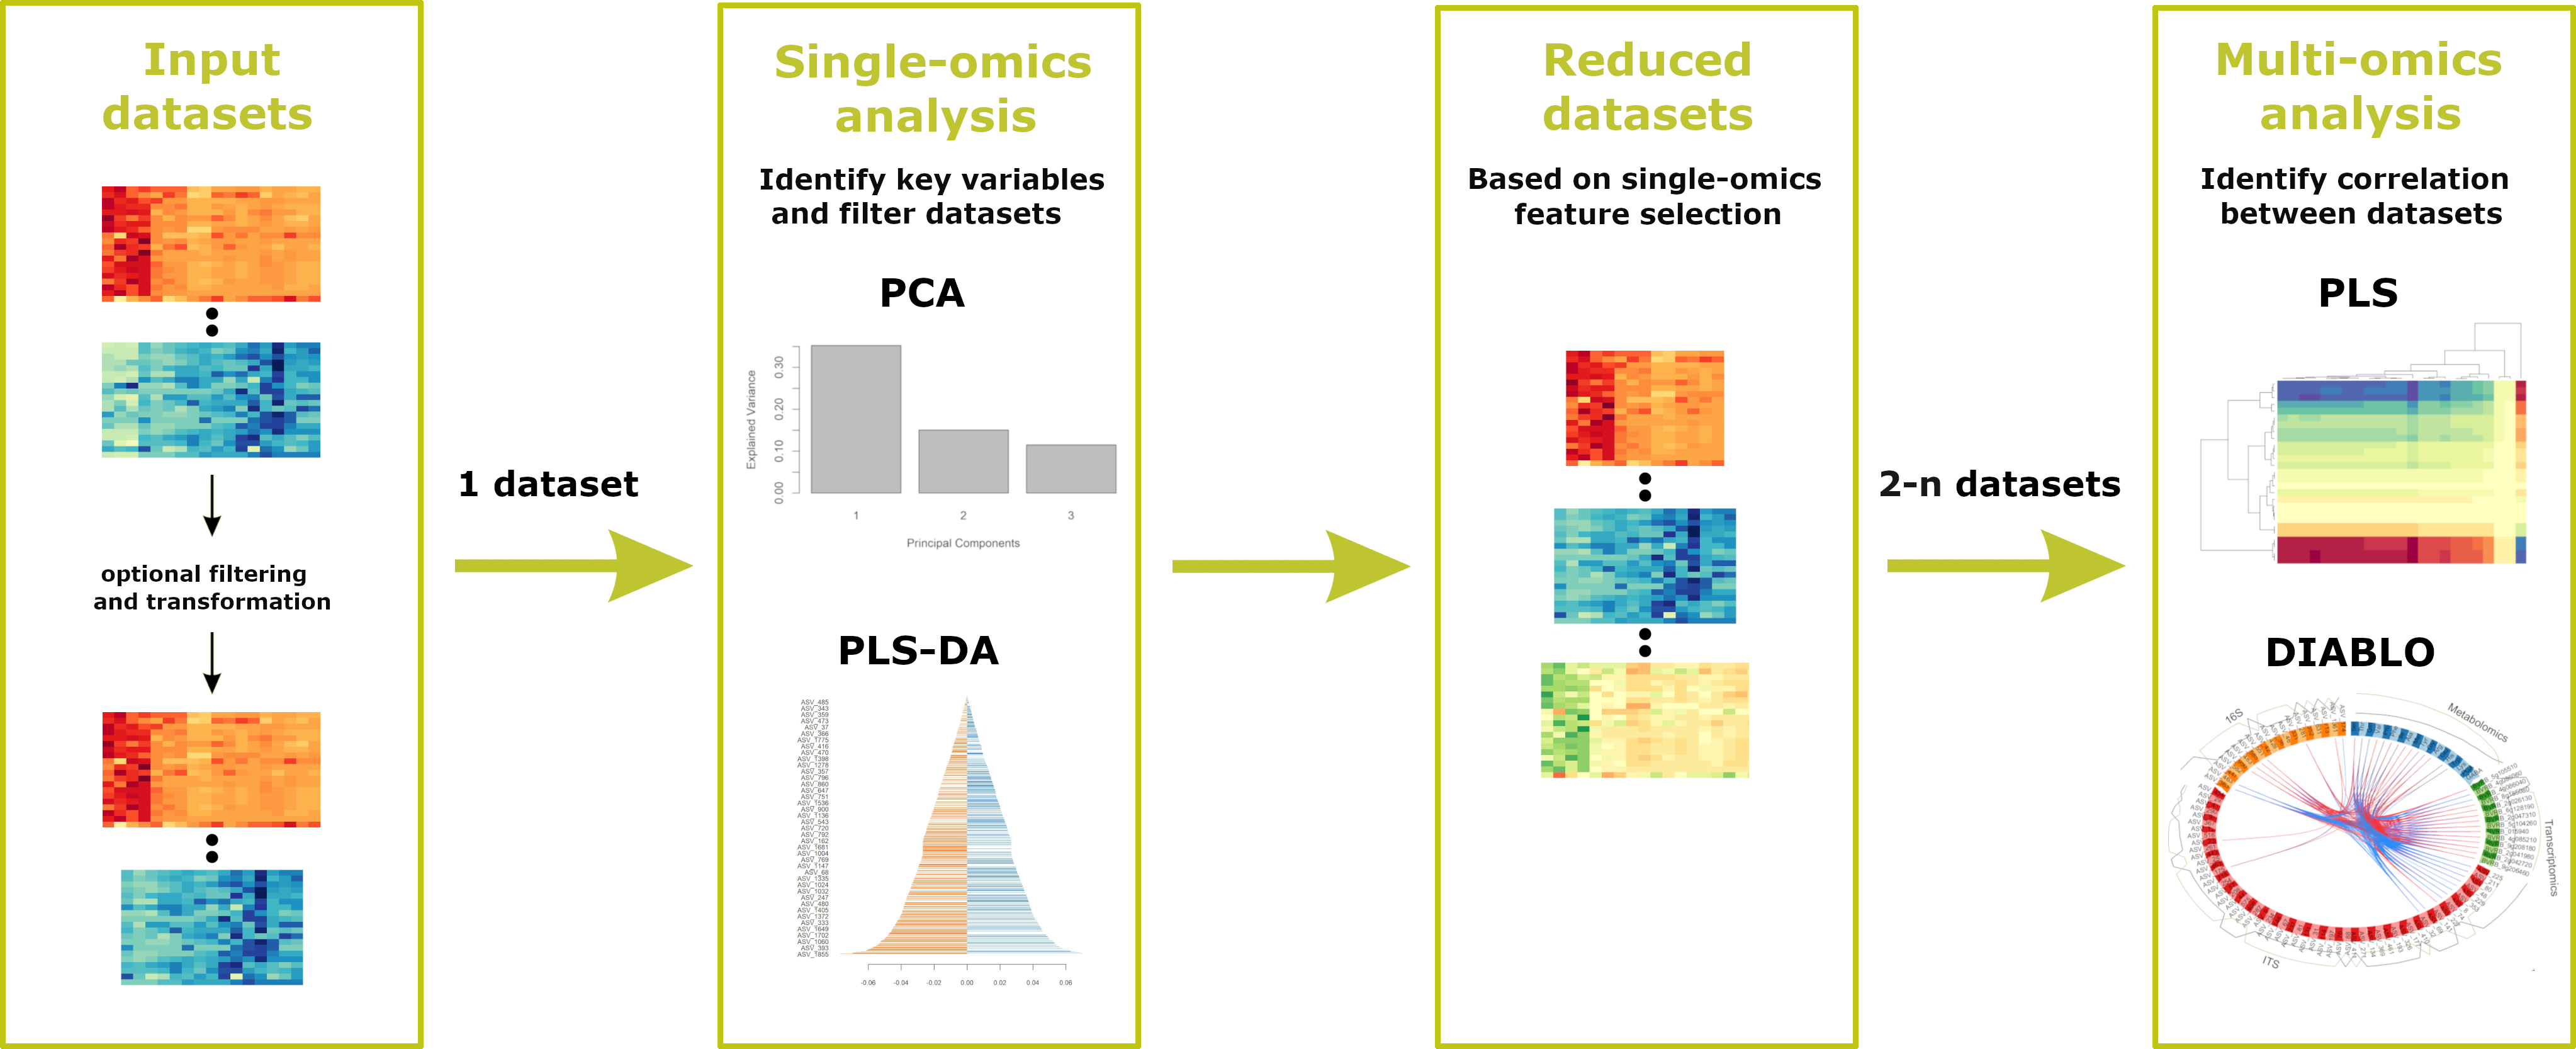 Input
datasets
optional filtering
and transformation
1 dataset
Single-omics
analysis
Identify key variables
and filter datasets
PCA
Explained Variance
0.30
0.20
0.10
0.00
1
2
3
Principal Components
PLS-DA
ASV_485
ASV_343
ASV_359
ASV_473
ASV_37
ASV_366
ASV_1775
ASV_416
ASV_470
ASV_1398
ASV_1278
ASV_357
ASV_796
ASV_860
ASV_647
ASV_751
ASV_1536
ASV_900
ASV_1136
ASV_543
ASV_720
ASV_792
ASV_162
ASV_1681
ASV_1004
ASV_769
ASV_1147
ASV_68
ASV_1335
ASV_1024
ASV_1032
ASV_247
ASV_480
ASV_1405
ASV_1372
ASV_333
ASV_1649
ASV_1702
ASV_1060
ASV_393
ASV_1855
-0.06
-0.04
-0.02
0.00
0.02
0.04
0.06
Reduced
datasets
Based on single-omics
feature selection
2-n datasets
Multi-omics
analysis
Identify correlation
between datasets
PLS
DIABLO
16S
Metabolomics
Transcriptomics
ITS